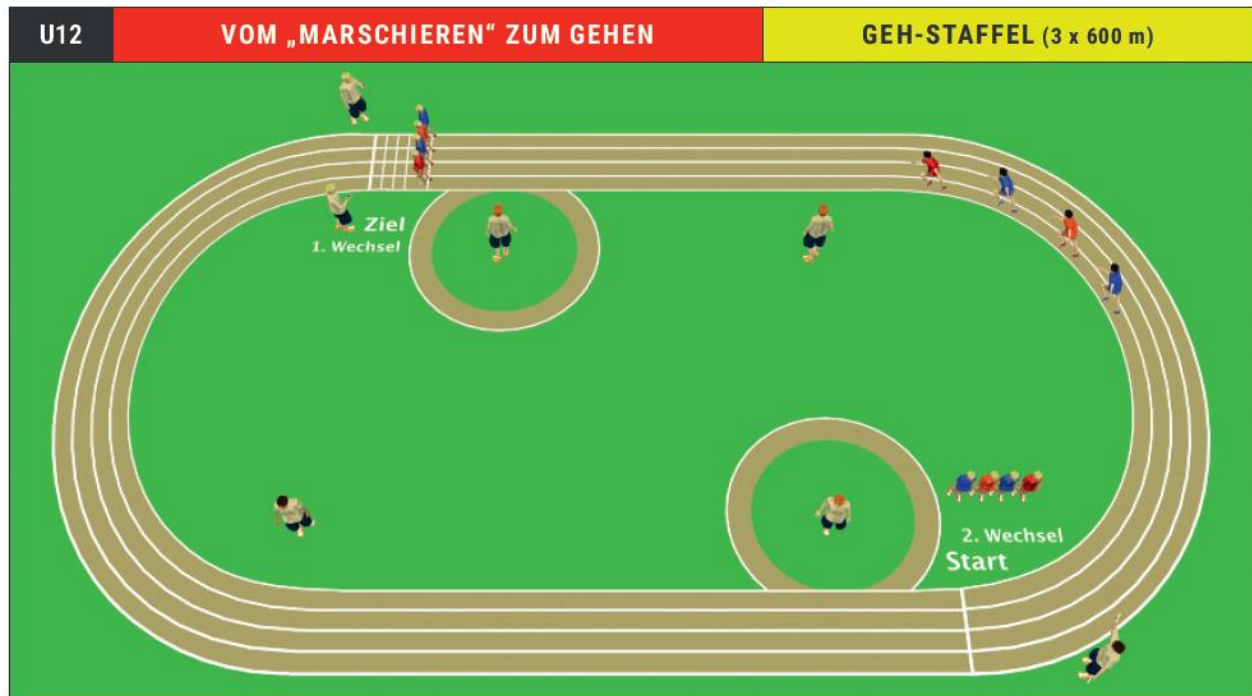 U12
VOM „MARSCHIEREN“ ZUM GEHEN
GEH-STAFFEL (3 x 600 m)
Ziel
1. Wechsel
2. Wechsel
Start